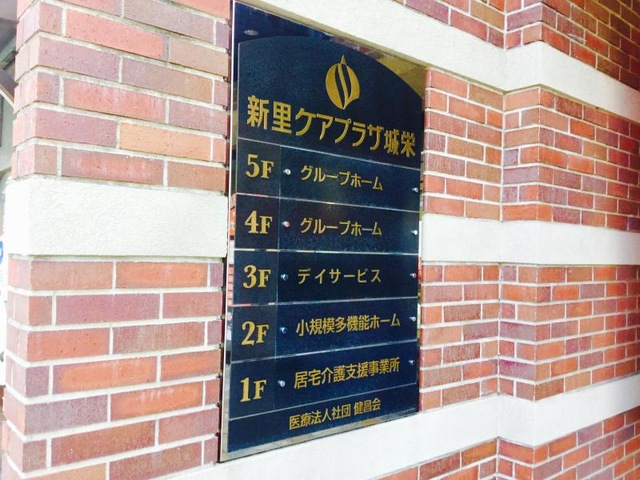 新里ケアプラザ城栄
5F グループホーム
4F グループホーム
3F デイサービス
2F 小規模多機能ホーム
1F 居宅介護支援事業所
医療法人社団 健昌会